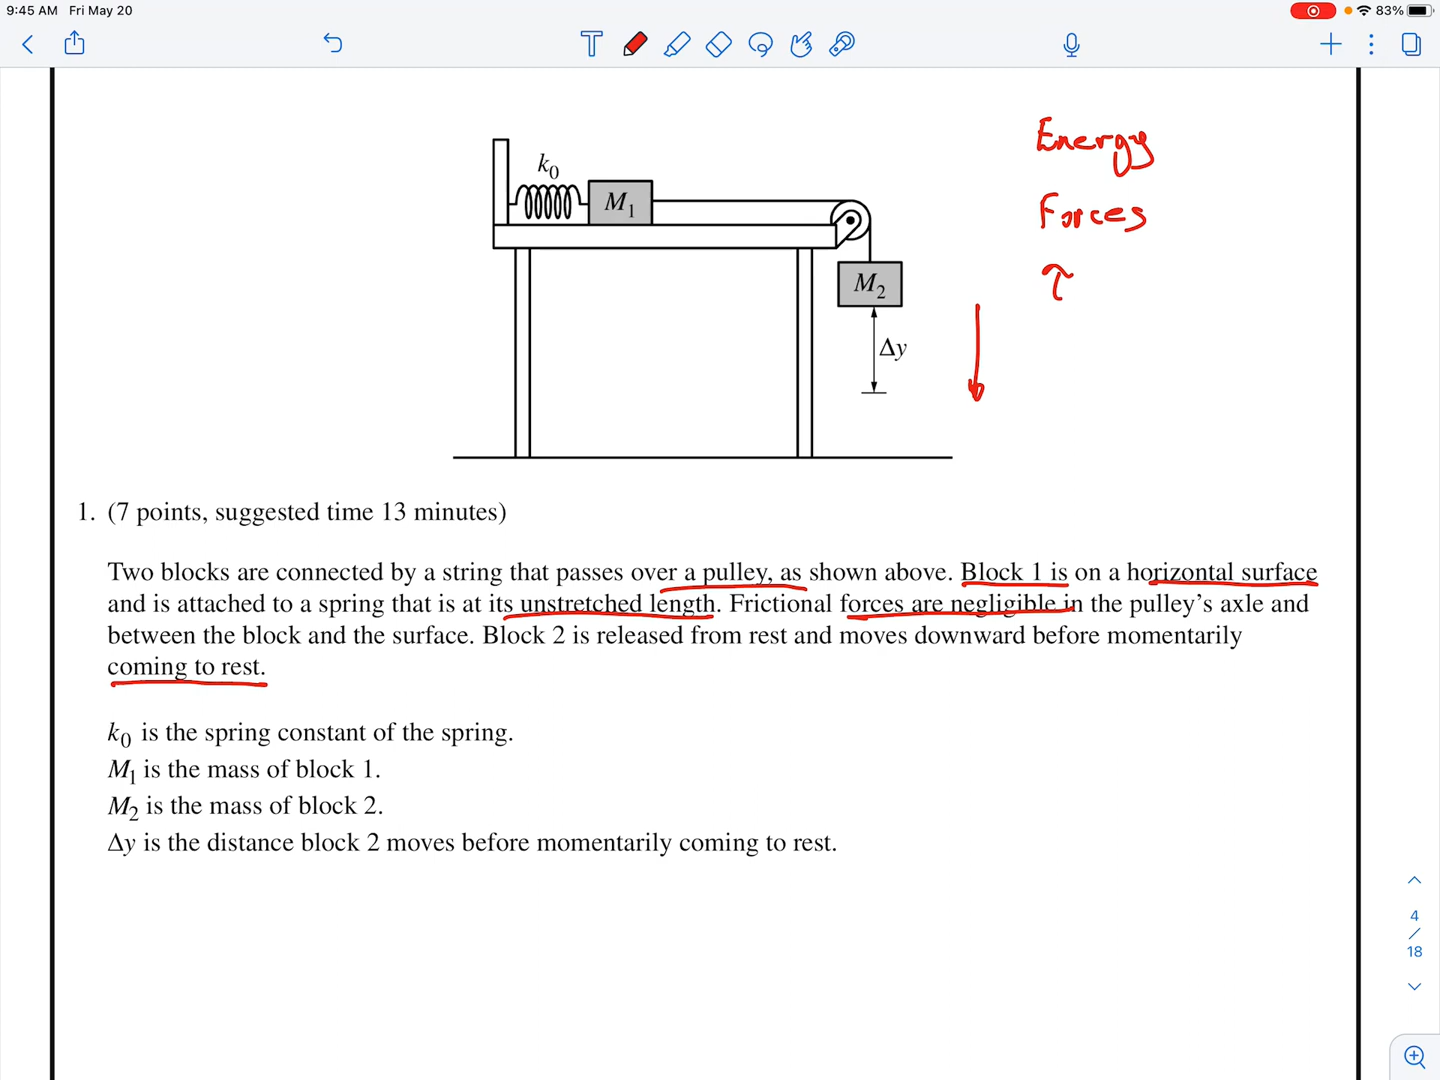 9:45 AM Fri May 20
83%
k0
M1
M2
Δy
Energy
Forces
τ
1. (7 points, suggested time 13 minutes)
Two blocks are connected by a string that passes over a pulley, as shown above. Block 1 is on a horizontal surface
and is attached to a spring that is at its unstretched length. Frictional forces are negligible in the pulley’s axle and
between the block and the surface. Block 2 is released from rest and moves downward before momentarily
coming to rest.
k0 is the spring constant of the spring.
M1 is the mass of block 1.
M2 is the mass of block 2.
Δy is the distance block 2 moves before momentarily coming to rest.
4
/
18